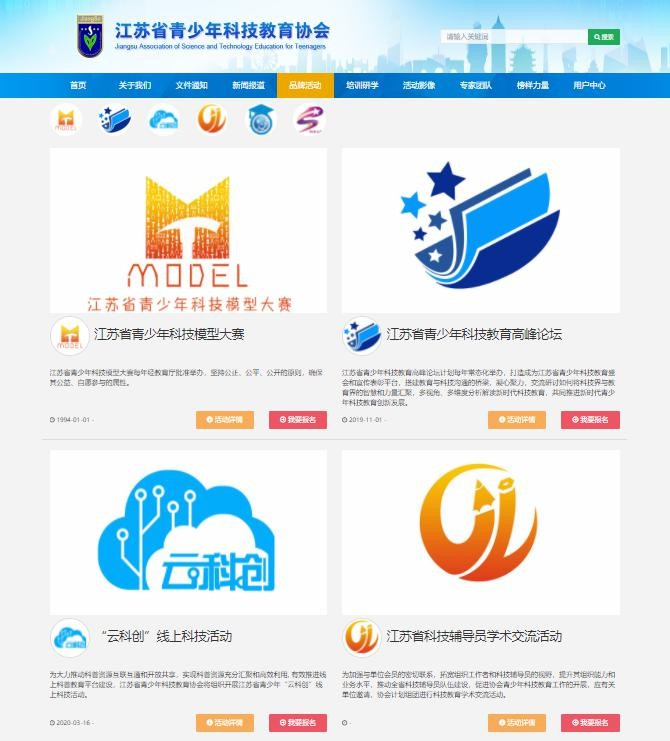 江苏省青少年科技教育协会
Jiangsu Association of Science and Technology Education for Teenagers
请输入关键词
搜索
首页
关于我们
文件通知
新闻报道
品牌活动
培训研学
活动影像
专家团队
榜样力量
用户中心
MODEL
江苏省青少年科技模型大赛
江苏省青少年科技模型大赛
江苏省青少年科技教育高峰论坛
江苏省青少年科技模型大赛每年经教育厅批准举办，坚持公正、公平、公开的原则，确保
其公益、自愿参与的属性。
江苏省青少年科技教育高峰论坛计划每年常态化举办，打造成为江苏省青少年科技教育盛
会和宣传表彰平台，搭建教育与科技沟通的桥梁，凝心聚力，交流研讨如何将科技界与教
育界的智慧和力量汇聚，多视角、多维度分析解读新时代科技教育，共同推进新时代青少
年科技教育创新发展。
1994-01-01 -
活动详情
我要报名
2019-11-01 -
活动详情
我要报名
云科创
“云科创”线上科技活动
江苏省科技辅导员学术交流活动
为大力推动科普资源互联互通和开放共享，实现科普资源充分汇聚和高效利用, 有效推进线
上科普教育平台建设，江苏省青少年科技教育协会将组织开展江苏省青少年“云科创”线
上科技活动。
为加强与单位会员的密切联系，拓宽组织工作者和科技辅导员的视野，提升其组织能力和
业务水平，推动全省科技辅导员队伍建设，促进协会青少年科技教育工作的开展，应有关
单位邀请，协会计划组团进行科技教育学术交流活动。
2020-03-16 -
活动详情
我要报名
-
活动详情
我要报名